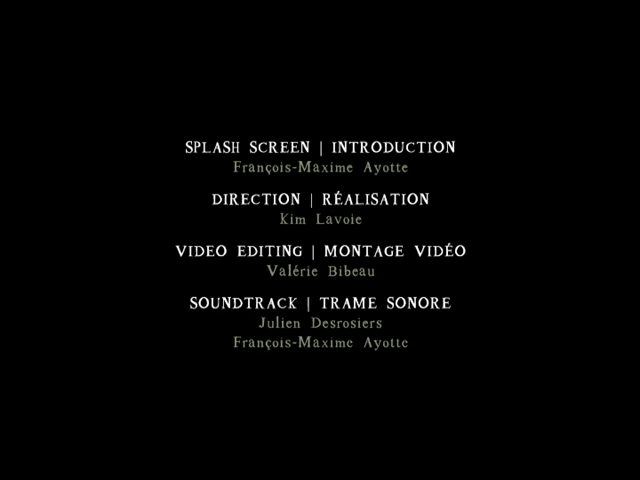 SPLASH SCREEN | INTRODUCTION
François-Maxime Ayotte
DIRECTION | RÉALISATION
Kim Lavoie
VIDEO EDITING | MONTAGE VIDÉO
Valérie Bibeau
SOUNDTRACK | TRAME SONORE
Julien Desrosiers
François-Maxime Ayotte